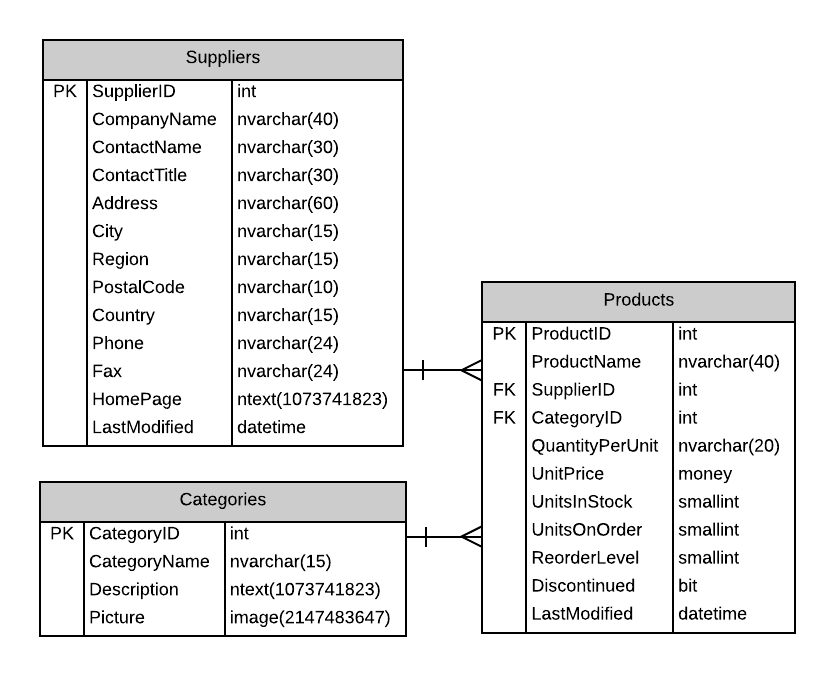 Suppliers
PK SupplierID int
CompanyName nvarchar(40)
ContactName nvarchar(30)
ContactTitle nvarchar(30)
Address nvarchar(60)
City nvarchar(15)
Region nvarchar(15)
PostalCode nvarchar(10)
Country nvarchar(15)
Phone nvarchar(24)
Fax nvarchar(24)
HomePage ntext(1073741823)
LastModified datetime
Categories
PK CategoryID int
CategoryName nvarchar(15)
Description ntext(1073741823)
Picture image(2147483647)
Products
PK ProductID int
ProductName nvarchar(40)
FK SupplierID int
FK CategoryID int
QuantityPerUnit nvarchar(20)
UnitPrice money
UnitsInStock smallint
UnitsOnOrder smallint
ReorderLevel smallint
Discontinued bit
LastModified datetime